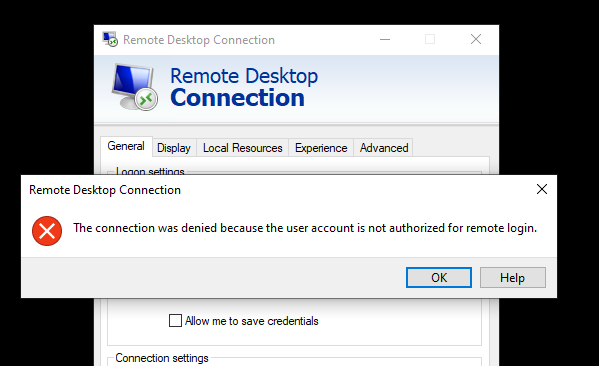 Remote Desktop Connection
Remote Desktop
Connection
General Display Local Resources Experience Advanced
Logon settings
Remote Desktop Connection
The connection was denied because the user account is not authorized for remote login.
OK Help
Allow me to save credentials
Connection settings